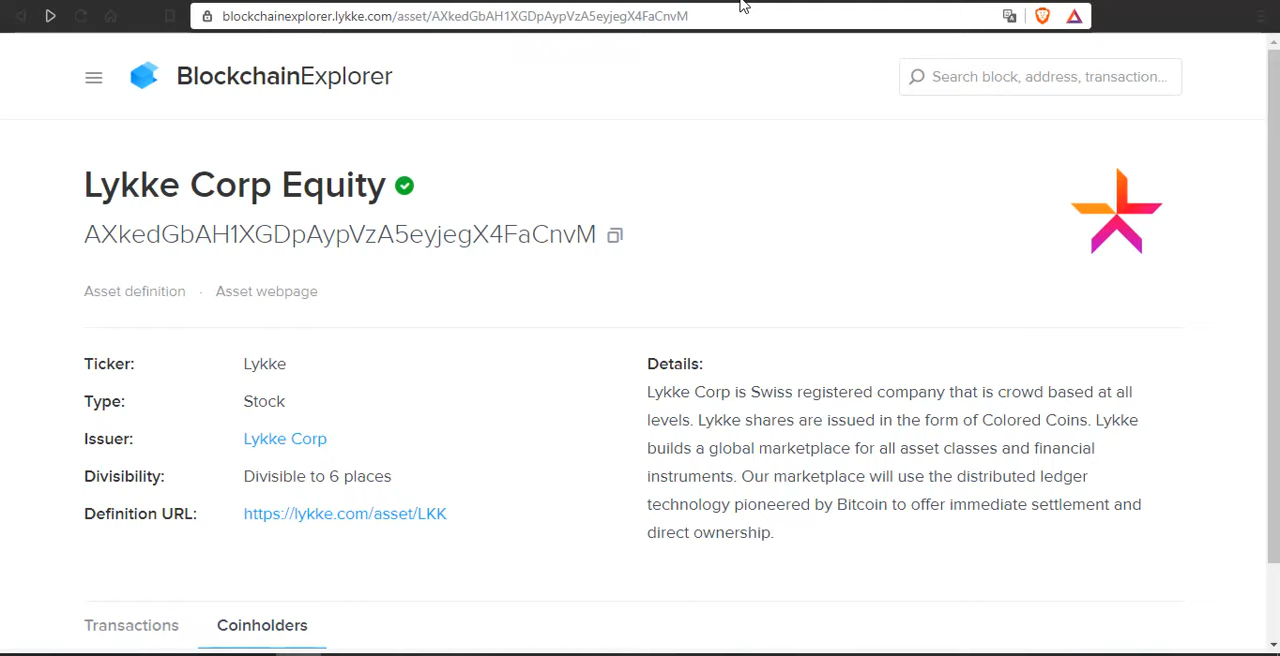 blockchainexplorer.lykke.com/asset/AXkedGbAH1XGDpAypVzA5eyjegX4FaCnvM
BlockchainExplorer
Search block, address, transaction...
Lykke Corp Equity
AXkedGbAH1XGDpAypVzA5eyjegX4FaCnvM
Asset definition · Asset webpage
Ticker: Lykke
Type: Stock
Issuer: Lykke Corp
Divisibility: Divisible to 6 places
Definition URL: https://lykke.com/asset/LKK
Details:
Lykke Corp is Swiss registered company that is crowd based at all
levels. Lykke shares are issued in the form of Colored Coins. Lykke
builds a global marketplace for all asset classes and financial
instruments. Our marketplace will use the distributed ledger
technology pioneered by Bitcoin to offer immediate settlement and
direct ownership.
Transactions Coinholders